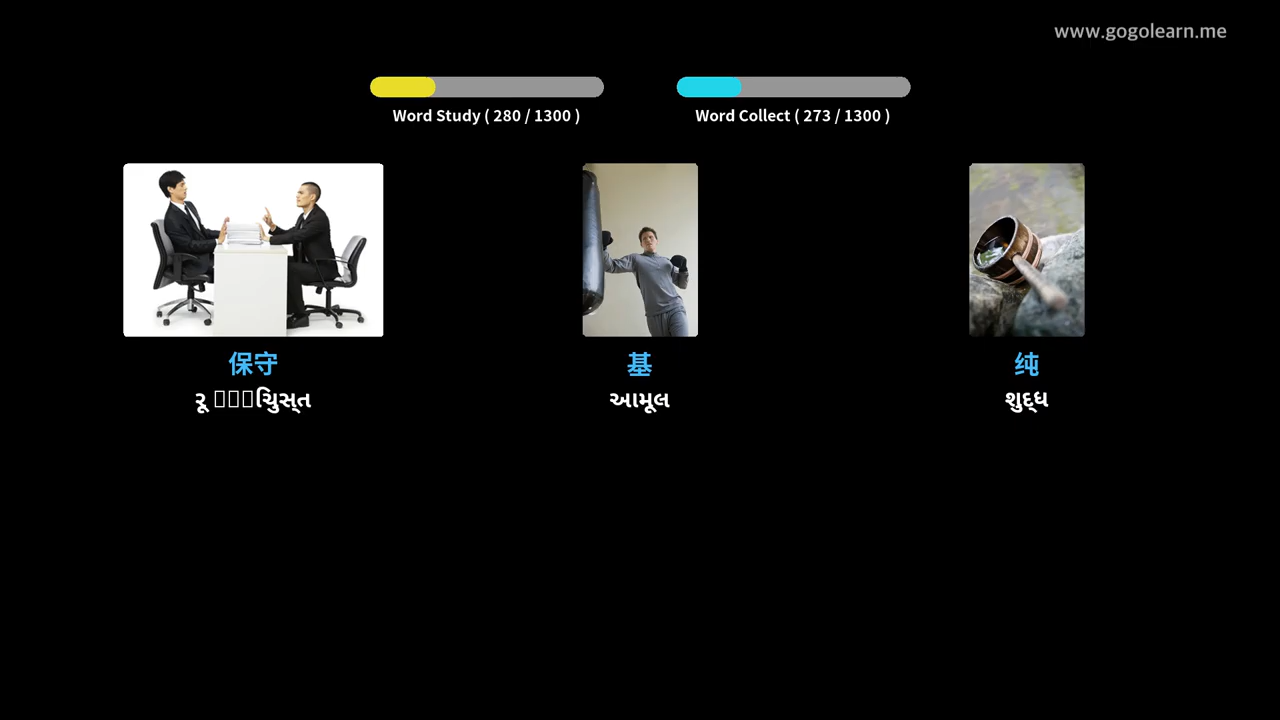 www.gogolearn.me
Word Study ( 280 / 1300 ) Word Collect ( 273 / 1300 )
保守 基 纯
રૂ આમૂલ શુદ્ધ